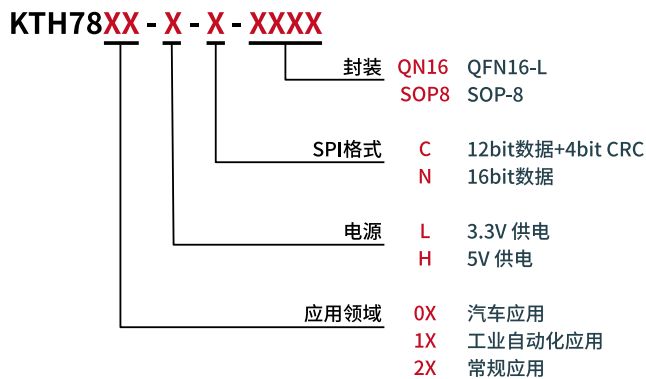 KTH78XX - X - X - XXXX
封装 QN16 QFN16-L
SOP8 SOP-8
SPI格式 C 12bit数据+4bit CRC
N 16bit数据
电源 L 3.3V 供电
H 5V 供电
应用领域 0X 汽车应用
1X 工业自动化应用
2X 常规应用